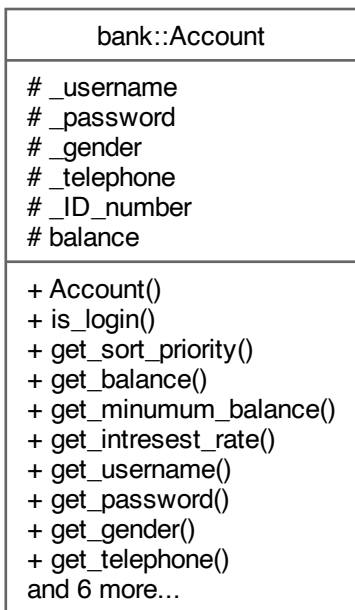 bank::Account
# _username
# _password
# _gender
# _telephone
# _ID_number
# balance
+ Account()
+ is_login()
+ get_sort_priority()
+ get_balance()
+ get_minumum_balance()
+ get_intresest_rate()
+ get_username()
+ get_password()
+ get_gender()
+ get_telephone()
and 6 more...